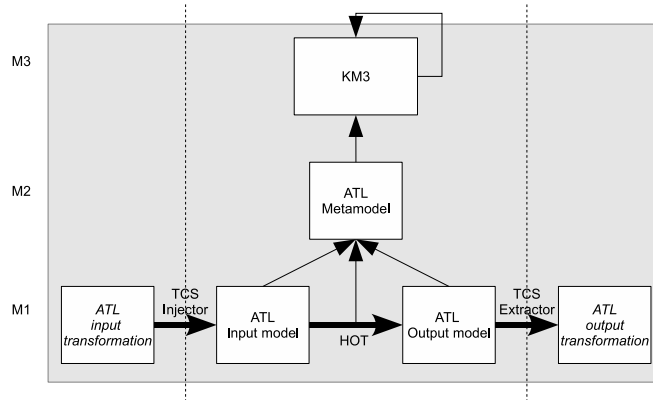 M3
KM3
M2
ATL
Metamodel
M1
ATL
input
transformation
TCS
Injector
ATL
Input model
HOT
ATL
Output model
TCS
Extractor
ATL
output
transformation